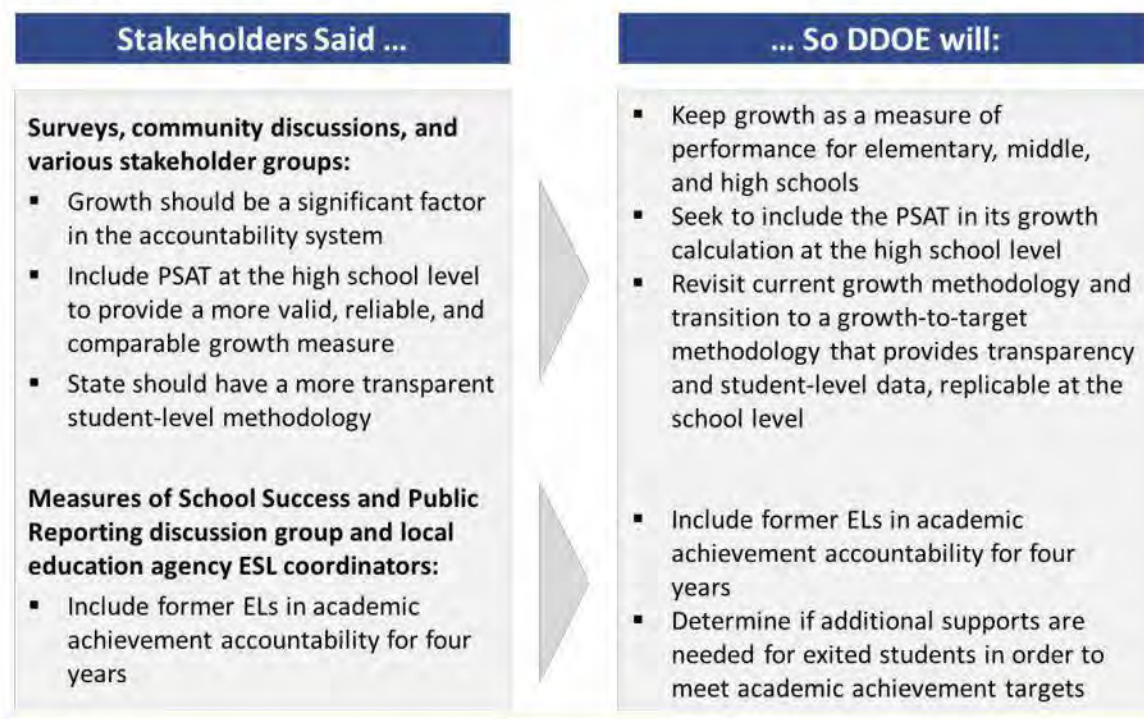 Stakeholders Said ...
Surveys, community discussions, and
various stakeholder groups:
▪ Growth should be a significant factor
in the accountability system
▪ Include PSAT at the high school level
to provide a more valid, reliable, and
comparable growth measure
▪ State should have a more transparent
student-level methodology
Measures of School Success and Public
Reporting discussion group and local
education agency ESL coordinators:
▪ Include former ELs in academic
achievement accountability for four
years
... So DDOE will:
▪ Keep growth as a measure of
performance for elementary, middle,
and high schools
▪ Seek to include the PSAT in its growth
calculation at the high school level
▪ Revisit current growth methodology and
transition to a growth-to-target
methodology that provides transparency
and student-level data, replicable at the
school level
▪ Include former ELs in academic
achievement accountability for four
years
▪ Determine if additional supports are
needed for exited students in order to
meet academic achievement targets